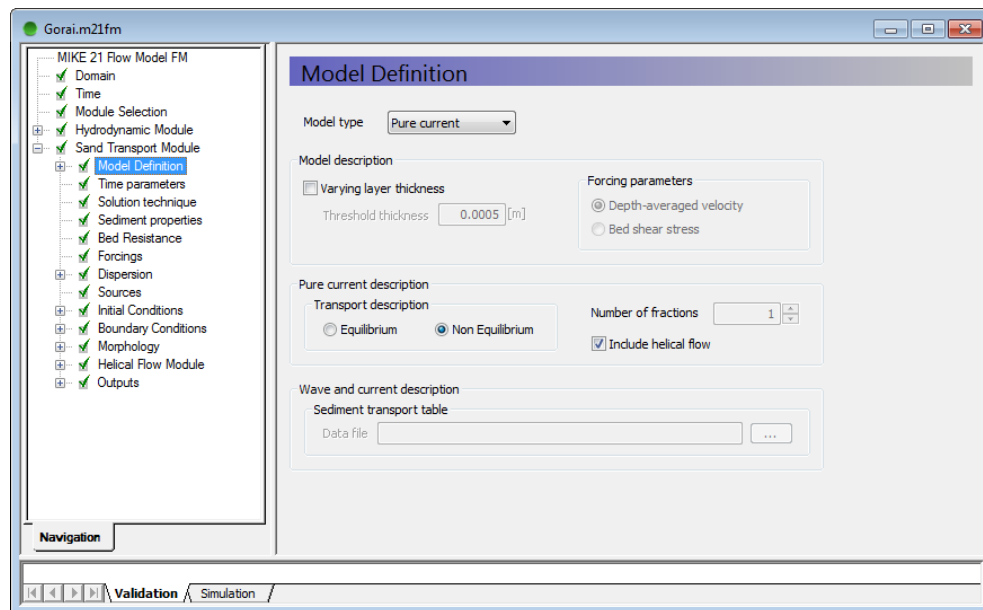 Gorai.m21fm
MIKE 21 Flow Model FM
Domain
Time
Module Selection
Hydrodynamic Module
Sand Transport Module
Model Definition
Time parameters
Solution technique
Sediment properties
Bed Resistance
Forcings
Dispersion
Sources
Initial Conditions
Boundary Conditions
Morphology
Helical Flow Module
Outputs
Navigation
Model Definition
Model type Pure current
Model description
Varying layer thickness
Threshold thickness 0.0005 [m]
Forcing parameters
Depth-averaged velocity
Bed shear stress
Pure current description
Transport description
Equilibrium Non Equilibrium
Number of fractions 1
Include helical flow
Wave and current description
Sediment transport table
Data file ...
Validation Simulation